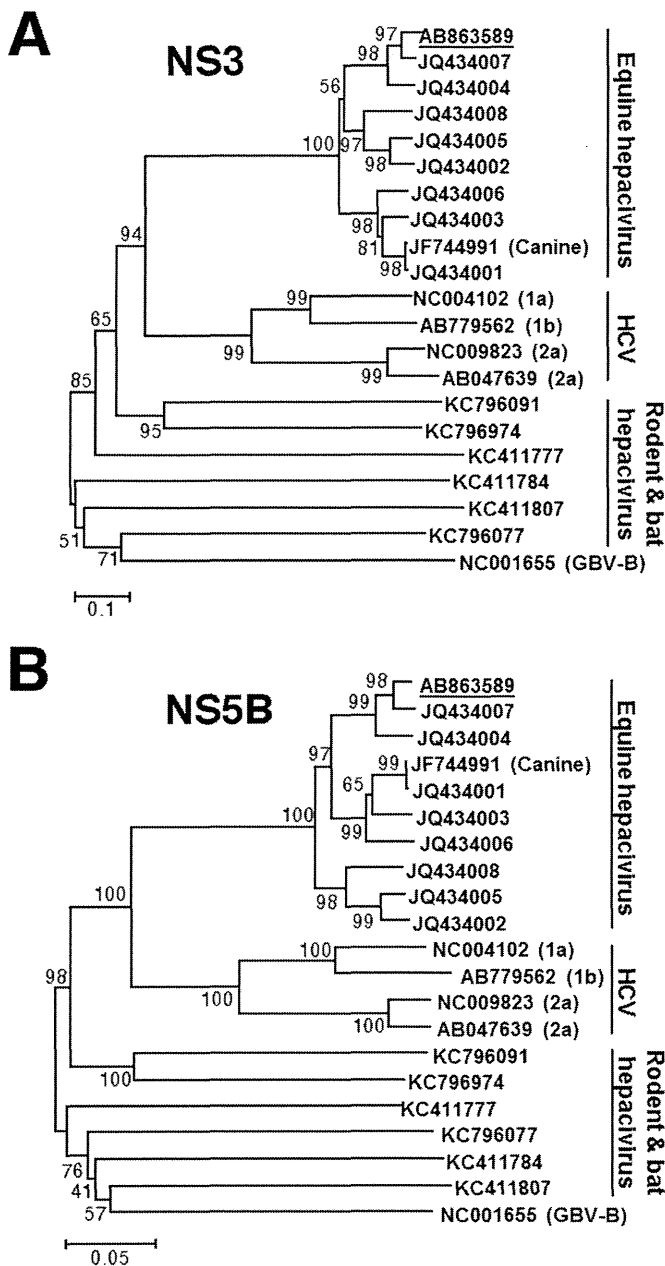 A
NS3
97
AB863589
98
JQ434007
JQ434004
56
JQ434008
100
97
JQ434005
98
JQ434002
JQ434006
98
JQ434003
81
JF744991 (Canine)
98
JQ434001
94
99
NC004102 (1a)
AB779562 (1b)
99
NC009823 (2a)
99
AB047639 (2a)
65
85
KC796091
95
KC796974
KC411777
KC411784
KC411807
51
KC796077
71
NC001655 (GBV-B)
0.1
Equine hepacivirus
HCV
Rodent & bat
hepacivirus
B
NS5B
98
AB863589
99
JQ434007
JQ434004
97
99
JF744991 (Canine)
65
JQ434001
JQ434003
99
JQ434006
100
JQ434008
98
JQ434005
99
JQ434002
100
100
NC004102 (1a)
AB779562 (1b)
100
NC009823 (2a)
100
AB047639 (2a)
98
KC796091
100
KC796974
KC411777
KC796077
76
KC411784
41
KC411807
57
NC001655 (GBV-B)
0.05
Equine hepacivirus
HCV
Rodent & bat
hepacivirus